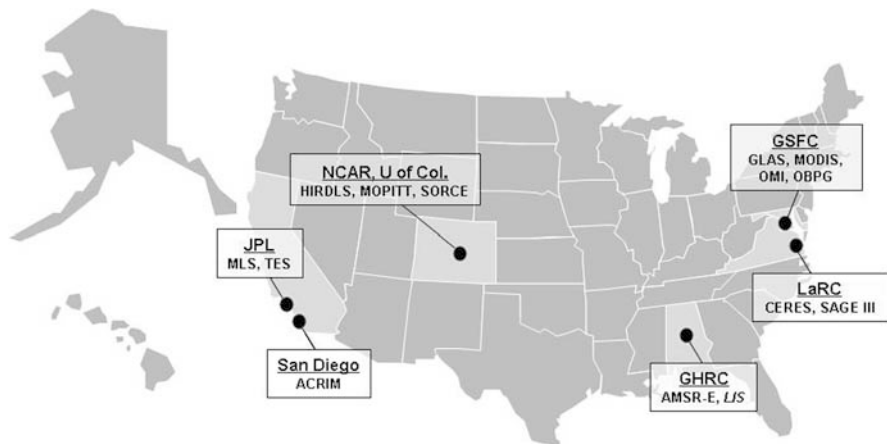 NCAR, U of Col.
HIRDLS, MOPITT, SORCE
GSFC
GLAS, MODIS,
OMI, OBPG
JPL
MLS, TES
LaRC
CERES, SAGE III
San Diego
ACRIM
GHRC
AMSR-E, LIS